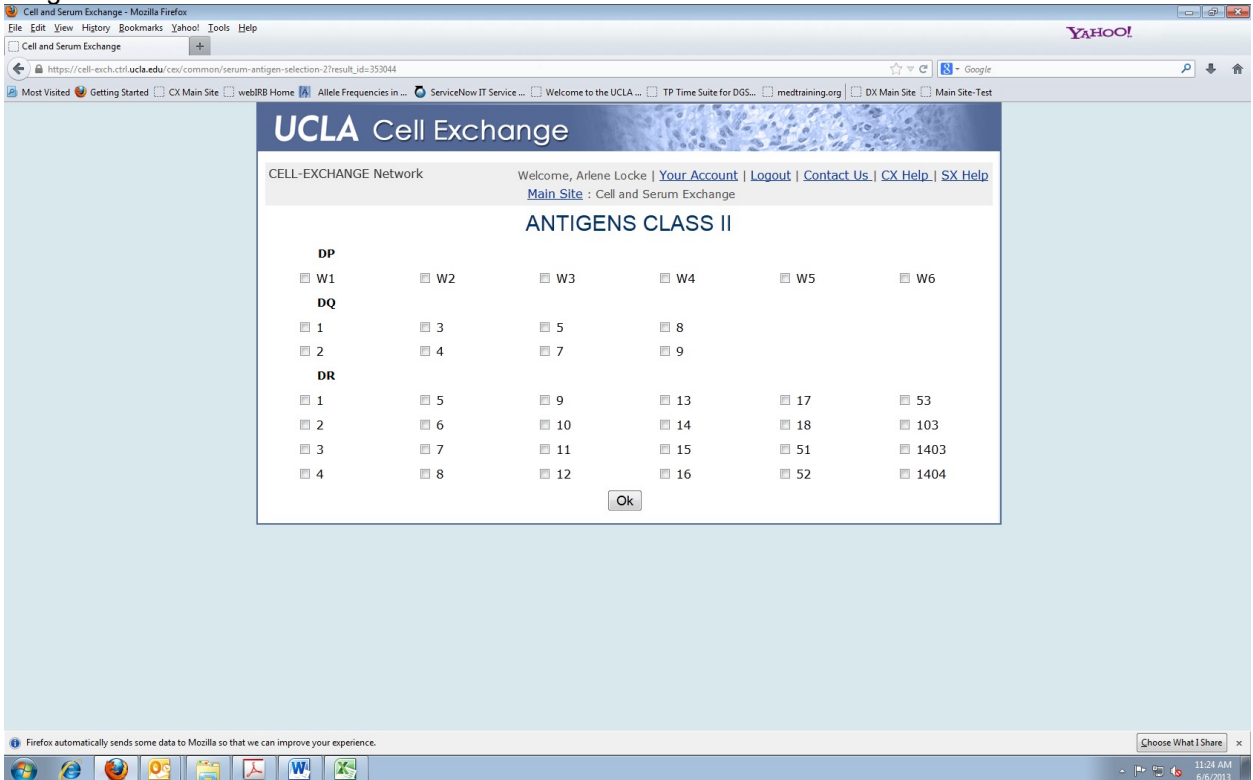 Cell and Serum Exchange - Mozilla Firefox
File Edit View History Bookmarks Yahoo! Tools Help
YAHOO!
Cell and Serum Exchange +
https://cell-exch.ctrl.ucla.edu/cex/common/serum-antigen-selection-2?result_id=353044
Google
Most Visited Getting Started CX Main Site webIRB Home Allele Frequencies in ... ServiceNow IT Service ... Welcome to the UCLA ... TP Time Suite for DGS... medtraining.org DX Main Site Main Site-Test
UCLA Cell Exchange
CELL-EXCHANGE Network Welcome, Arlene Locke | Your Account | Logout | Contact Us | CX Help | SX Help
Main Site : Cell and Serum Exchange
ANTIGENS CLASS II
DP
W1 W2 W3 W4 W5 W6
DQ
1 3 5 8
2 4 7 9
DR
1 5 9 13 17 53
2 6 10 14 18 103
3 7 11 15 51 1403
4 8 12 16 52 1404
Ok
Firefox automatically sends some data to Mozilla so that we can improve your experience. Choose What I Share x
11:24 AM
6/6/2013